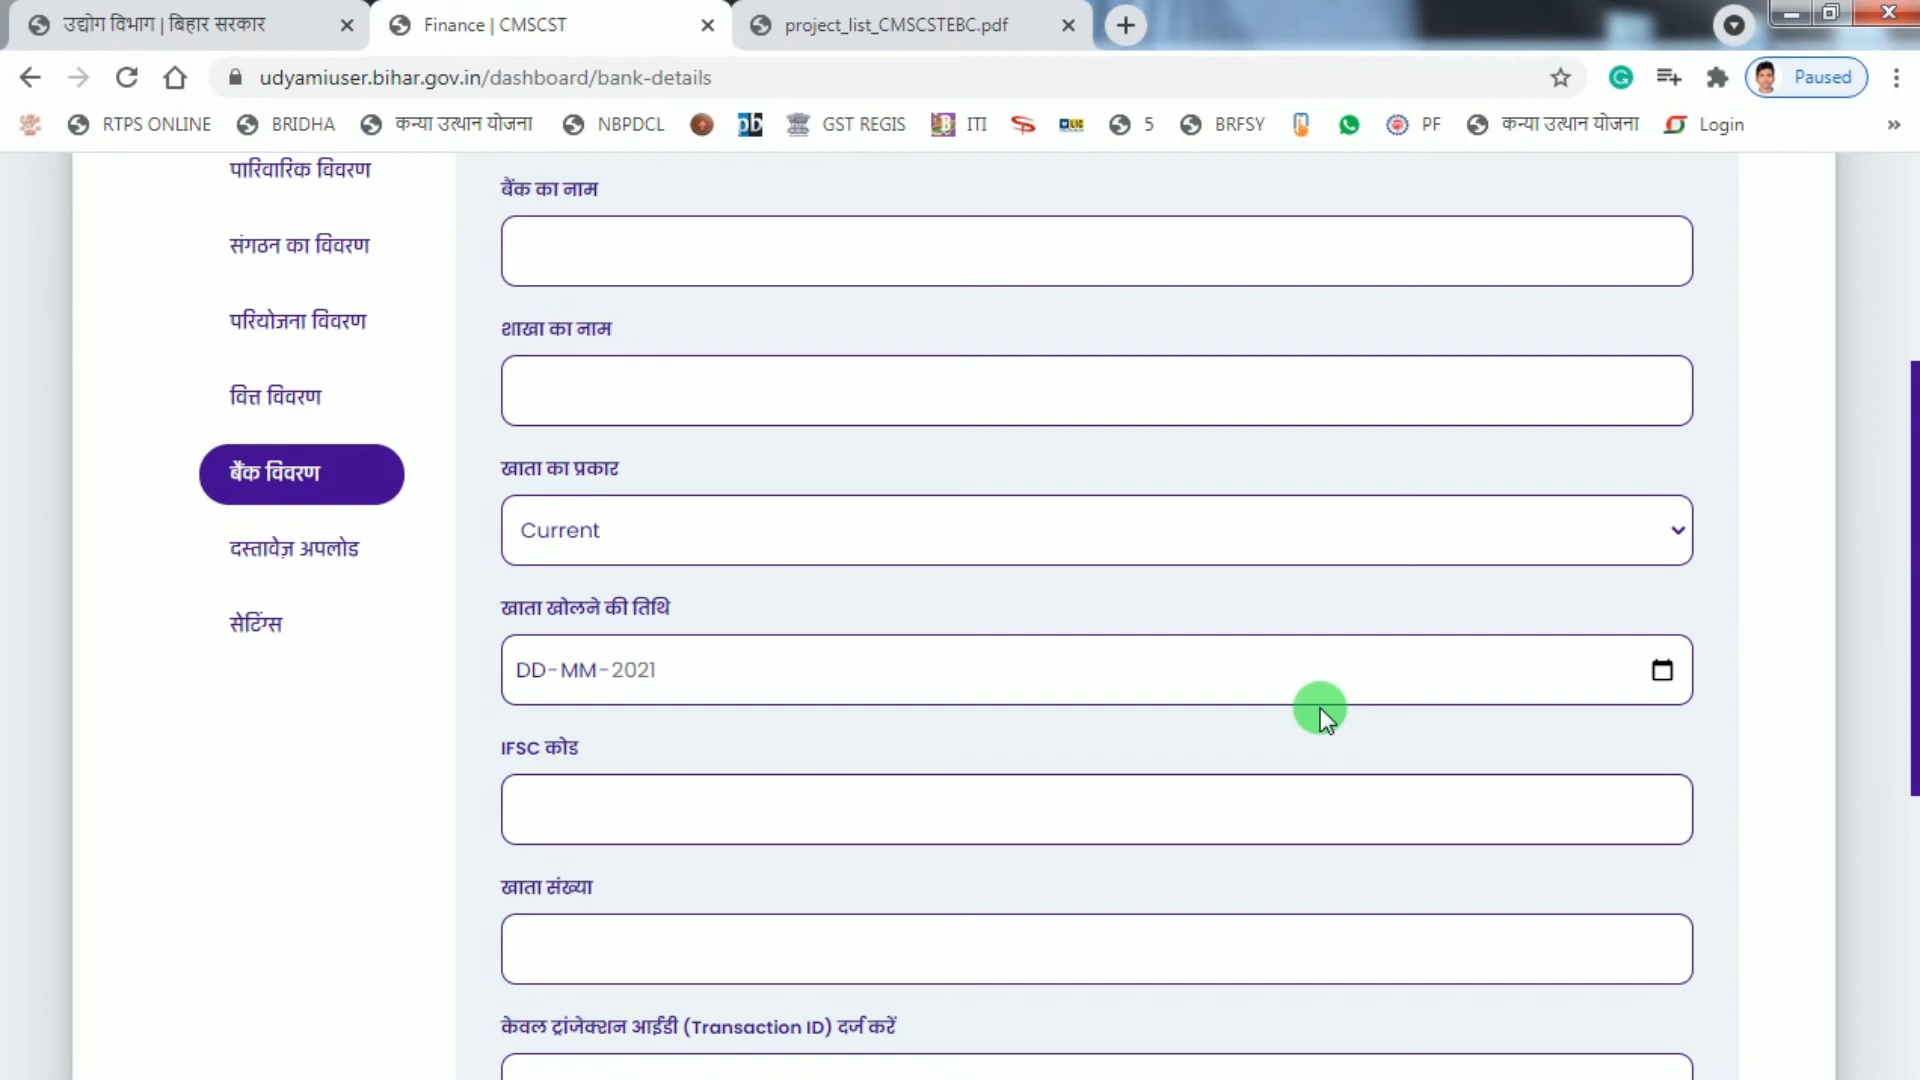 उद्योग विभाग | बिहार सरकार
Finance | CMSCST
project_list_CMSCSTEBC.pdf
udyamiuser.bihar.gov.in/dashboard/bank-details
Paused
RTPS ONLINE
BRIDHA
कन्या उत्थान योजना
NBPDCL
GST REGIS
ITI
5
BRFSY
PF
कन्या उत्थान योजना
Login
»
पारिवारिक विवरण
संगठन का विवरण
परियोजना विवरण
वित्त विवरण
बैंक विवरण
दस्तावेज़ अपलोड
सेटिंग्स
बैंक का नाम
शाखा का नाम
खाता का प्रकार
Current
खाता खोलने की तिथि
DD-MM-2021
IFSC कोड
खाता संख्या
केवल ट्रांजेक्शन आईडी (Transaction ID) दर्ज करें